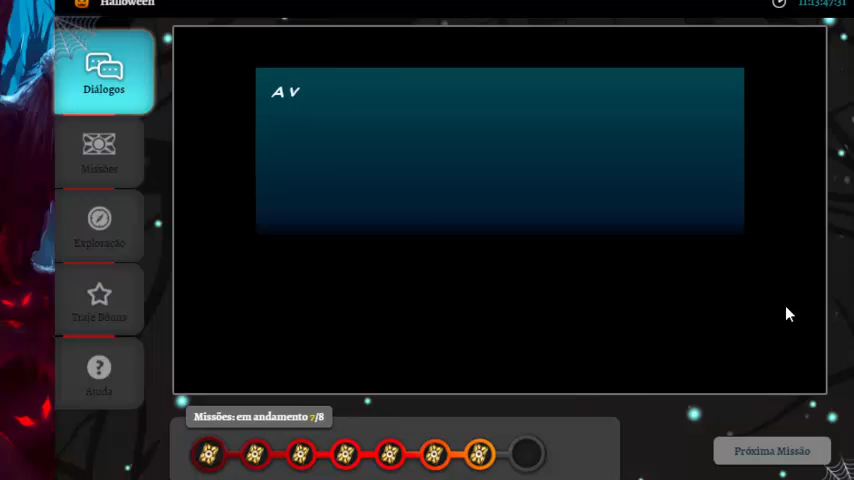 Halloween
11:13:47:31
Diálogos
A V
Missões
Exploração
Traje Bônus
Ajuda
Missões: em andamento 7/8
Próxima Missão